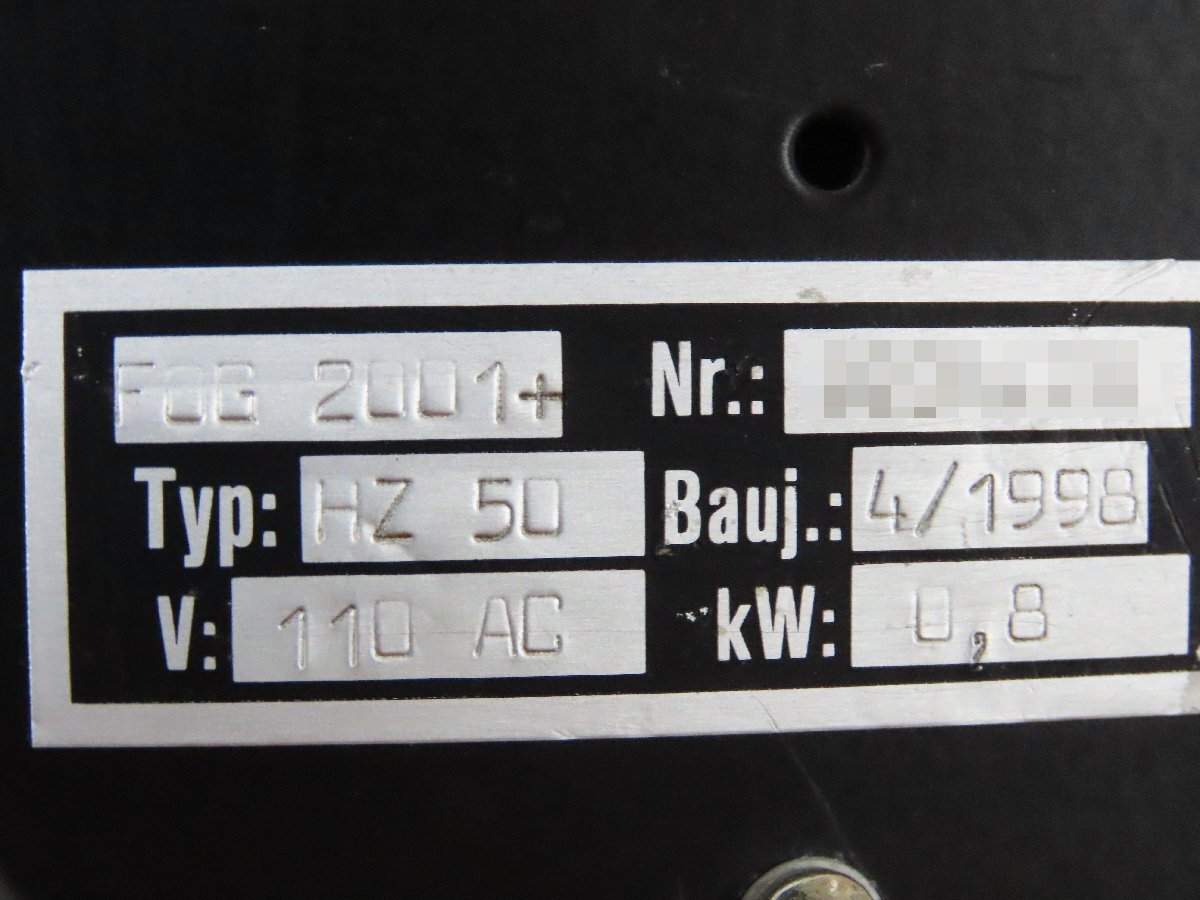 FOG 2001+ Nr.:
Typ: HZ 50 Bauj.: 4/1998
V: 110 AC kW: 0,8